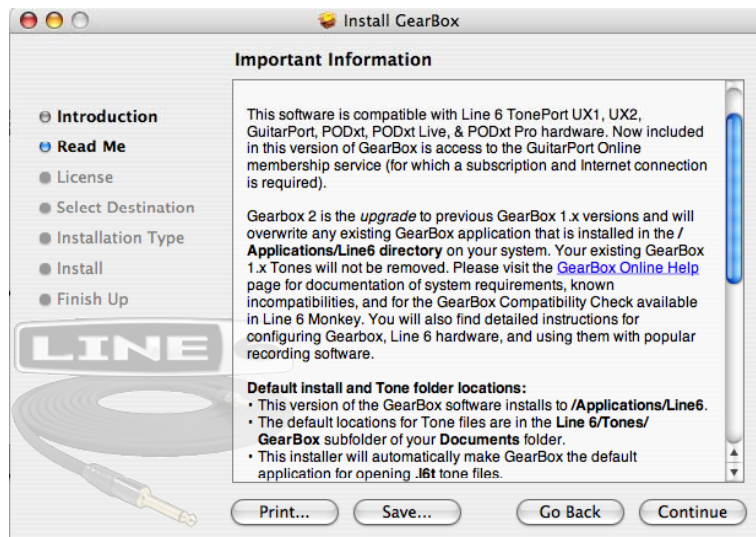 Install GearBox
Important Information
Introduction
Read Me
License
Select Destination
Installation Type
Install
Finish Up
This software is compatible with Line 6 TonePort UX1, UX2,
GuitarPort, PODxt, PODxt Live, & PODxt Pro hardware. Now included
in this version of GearBox is access to the GuitarPort Online
membership service (for which a subscription and Internet connection
is required).
Gearbox 2 is the upgrade to previous GearBox 1.x versions and will
overwrite any existing GearBox application that is installed in the /
Applications/Line6 directory on your system. Your existing GearBox
1.x Tones will not be removed. Please visit the GearBox Online Help
page for documentation of system requirements, known
incompatibilities, and for the GearBox Compatibility Check available
in Line 6 Monkey. You will also find detailed instructions for
configuring Gearbox, Line 6 hardware, and using them with popular
recording software.
Default install and Tone folder locations:
• This version of the GearBox software installs to /Applications/Line6.
• The default locations for Tone files are in the Line 6/Tones/
GearBox subfolder of your Documents folder.
• This installer will automatically make GearBox the default
application for opening .l6t tone files.
LINE
Print...
Save...
Go Back
Continue